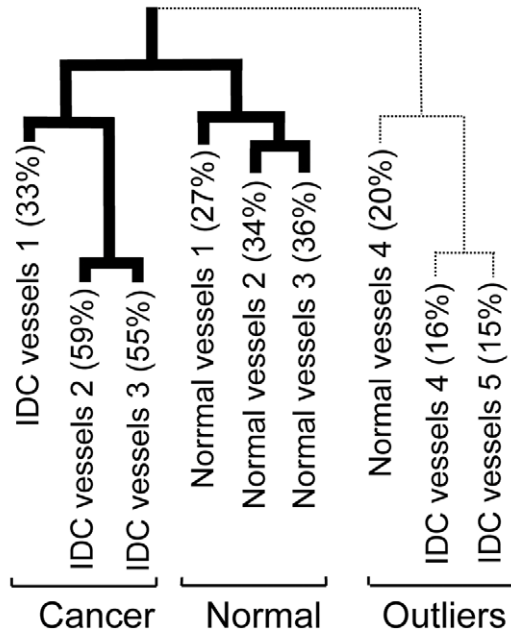 IDC vessels 1 (33%)
IDC vessels 2 (59%)
IDC vessels 3 (55%)
Normal vessels 1 (27%)
Normal vessels 2 (34%)
Normal vessels 3 (36%)
Normal vessels 4 (20%)
IDC vessels 4 (16%)
IDC vessels 5 (15%)
Cancer
Normal
Outliers